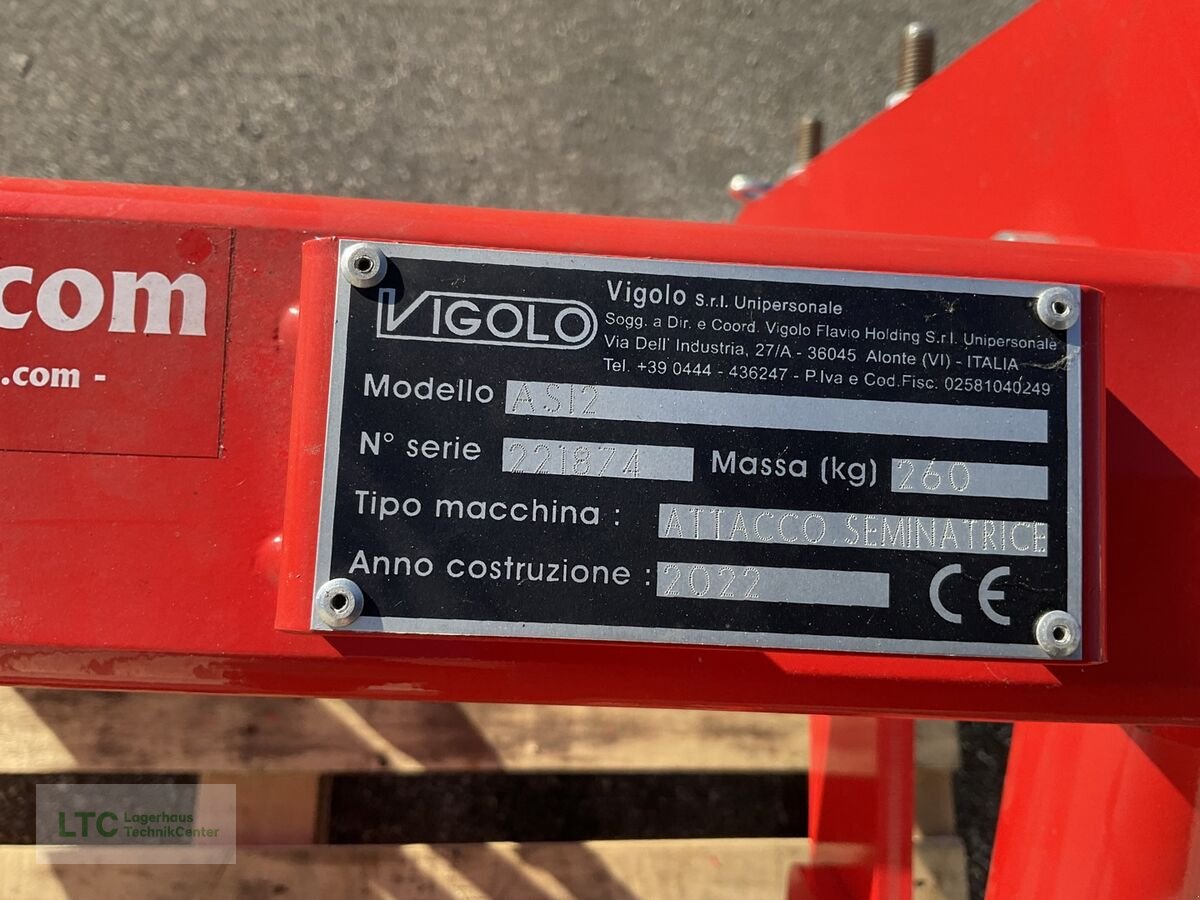 com
.com -
VIGOLO
Vigolo s.r.l. Unipersonale
Sogg. a Dir. e Coord. Vigolo Flavio Holding S.r.l. Unipersonale
Via Dell' Industria, 27/A - 36045 Alonte (VI) - ITALIA
Tel. +39 0444 - 436247 - P.Iva e Cod.Fisc. 02581040249
Modello AS12
N° serie 221874 Massa (kg) 260
Tipo macchina : ATTACCO SEMINATRICE
Anno costruzione : 2022 CE
LTC Lagerhaus
TechnikCenter